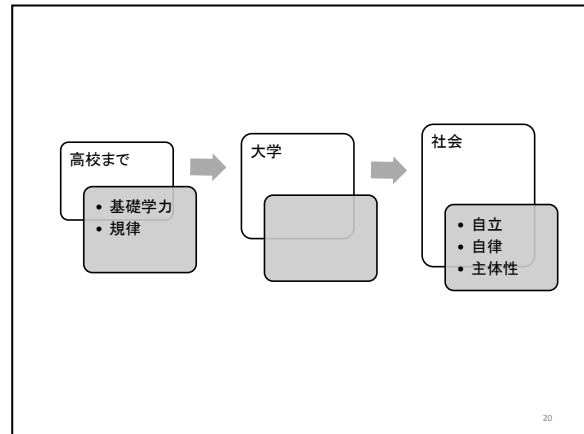 高校まで
• 基礎学力
• 規律
大学
社会
• 自立
• 自律
• 主体性
20